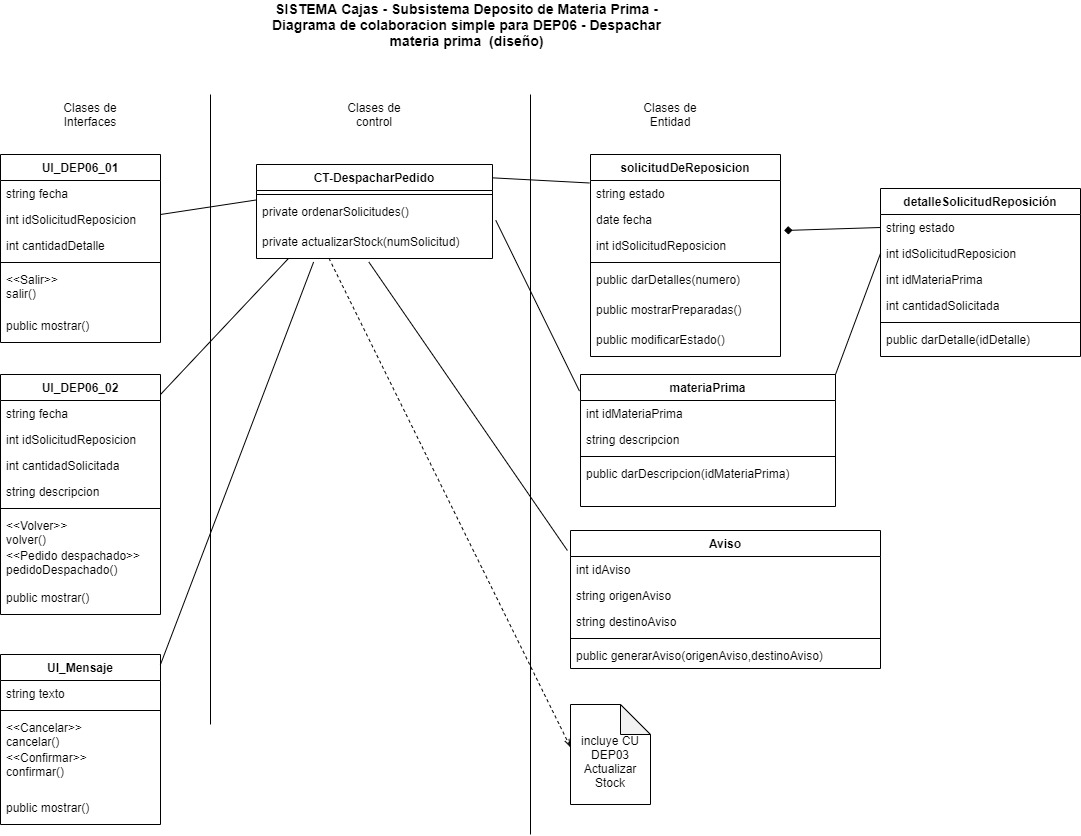 SISTEMA Cajas - Subsistema Deposito de Materia Prima -
Diagrama de colaboracion simple para DEP06 - Despachar
materia prima (diseño)
Clases de
Interfaces
Clases de
control
Clases de
Entidad
UI_DEP06_01
string fecha
int idSolicitudReposicion
int cantidadDetalle
<<Salir>>
salir()
public mostrar()
UI_DEP06_02
string fecha
int idSolicitudReposicion
int cantidadSolicitada
string descripcion
<<Volver>>
volver()
<<Pedido despachado>>
pedidoDespachado()
public mostrar()
UI_Mensaje
string texto
<<Cancelar>>
cancelar()
<<Confirmar>>
confirmar()
public mostrar()
CT-DespacharPedido
private ordenarSolicitudes()
private actualizarStock(numSolicitud)
solicitudDeReposicion
string estado
date fecha
int idSolicitudReposicion
public darDetalles(numero)
public mostrarPreparadas()
public modificarEstado()
detalleSolicitudReposición
string estado
int idSolicitudReposicion
int idMateriaPrima
int cantidadSolicitada
public darDetalle(idDetalle)
materiaPrima
int idMateriaPrima
string descripcion
public darDescripcion(idMateriaPrima)
Aviso
int idAviso
string origenAviso
string destinoAviso
public generarAviso(origenAviso,destinoAviso)
incluye CU
DEP03
Actualizar
Stock